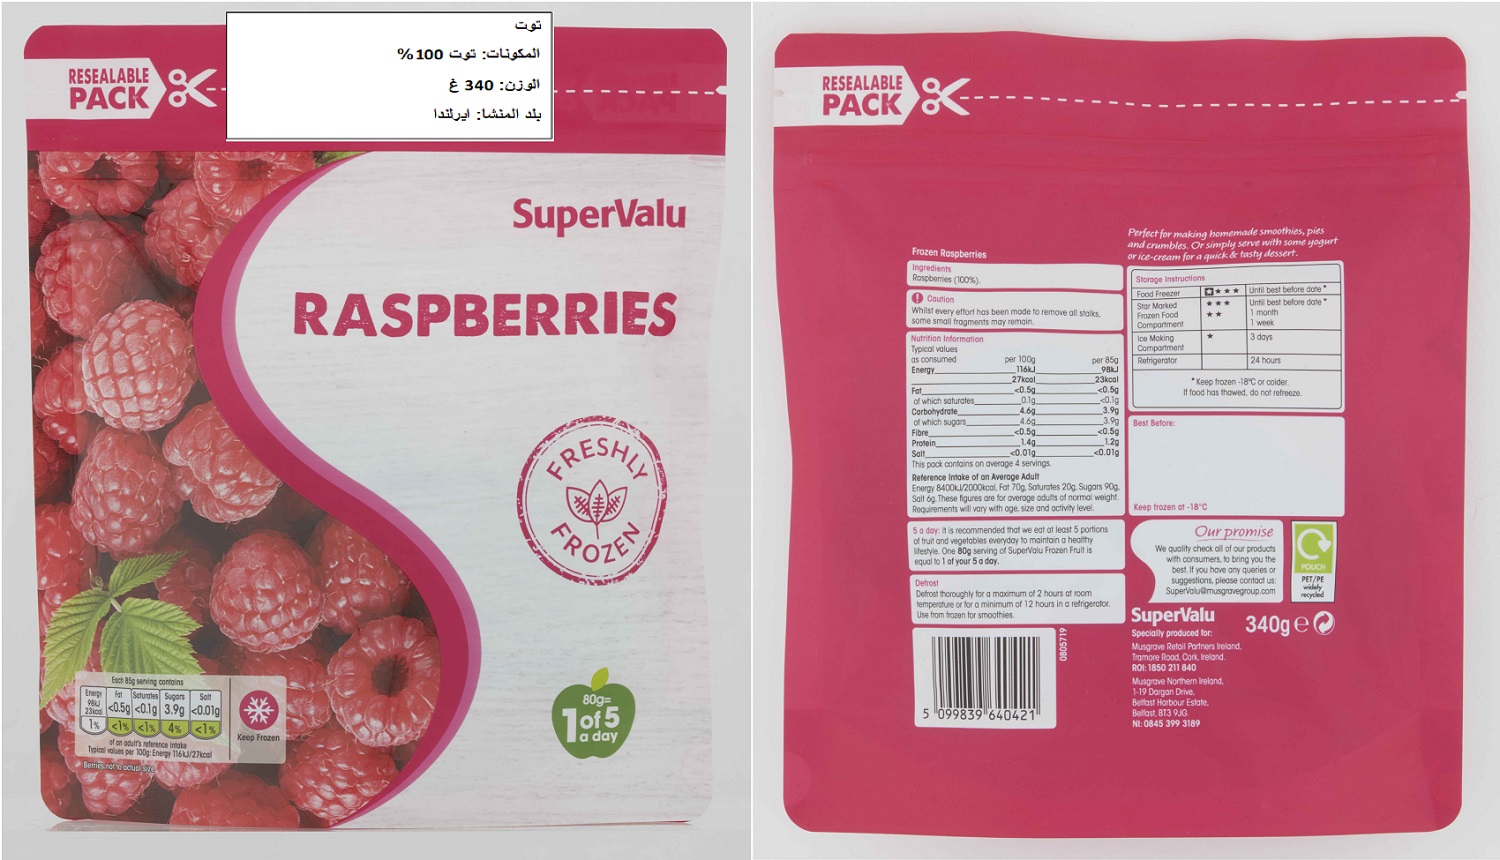 توت
المكونات: توت 100%
الوزن: 340 غ
بلد المنشا: ايرلندا
RESEALABLE
PACK
SuperValu
RASPBERRIES
FRESHLY
FROZEN
80g=
1 of 5
a day
Each 85g serving contains
Energy Fat Saturates Sugars Salt
98kJ
23kcal <0.5g <0.1g 3.9g <0.01g
1% <1% <1% 4% <1%
of an adult's reference intake
Typical values per 100g: Energy 116kJ/27kcal
Keep Frozen
Berries not to actual size
RESEALABLE
PACK
Frozen Raspberries
Ingredients
Raspberries (100%).
Caution
Whilst every effort has been made to remove all stalks,
some small fragments may remain.
Nutrition Information
Typical values
as consumed per 100g per 85g
Energy 116kJ 98kJ
27kcal 23kcal
Fat <0.5g <0.5g
of which saturates 0.1g <0.1g
Carbohydrate 4.6g 3.9g
of which sugars 4.6g 3.9g
Fibre <0.5g <0.5g
Protein 1.4g 1.2g
Salt <0.01g <0.01g
This pack contains on average 4 servings.
Reference Intake of an Average Adult
Energy 8400kJ/2000kcal, Fat 70g, Saturates 20g, Sugars 90g,
Salt 6g. These figures are for average adults of normal weight.
Requirements will vary with age, size and activity level.
5 a day: It is recommended that we eat at least 5 portions
of fruit and vegetables everyday to maintain a healthy
lifestyle. One 80g serving of SuperValu Frozen Fruit is
equal to 1 of your 5 a day.
Defrost
Defrost thoroughly for a maximum of 2 hours at room
temperature or for a minimum of 12 hours in a refrigerator.
Use from frozen for smoothies.
5 099839 640421
0805719
Perfect for making homemade smoothies, pies
and crumbles. Or simply serve with some yogurt
or ice-cream for a quick & tasty dessert.
Storage Instructions
Food Freezer Until best before date *
Star Marked Until best before date *
Frozen Food 1 month
Compartment 1 week
Ice Making 3 days
Compartment
Refrigerator 24 hours
* Keep frozen -18°C or colder.
If food has thawed, do not refreeze.
Best Before:
Keep frozen at -18°C
Our promise
We quality check all of our products
with consumers, to bring you the
best. If you have any queries or
suggestions, please contact us:
SuperValu@musgravegroup.com
POUCH
PET/PE
widely
recycled
SuperValu
340g e
Specially produced for:
Musgrave Retail Partners Ireland,
Tramore Road, Cork, Ireland.
ROI: 1850 211 840
Musgrave Northern Ireland,
1-19 Dargan Drive,
Belfast Harbour Estate,
Belfast, BT3 9JG.
NI: 0845 399 3189